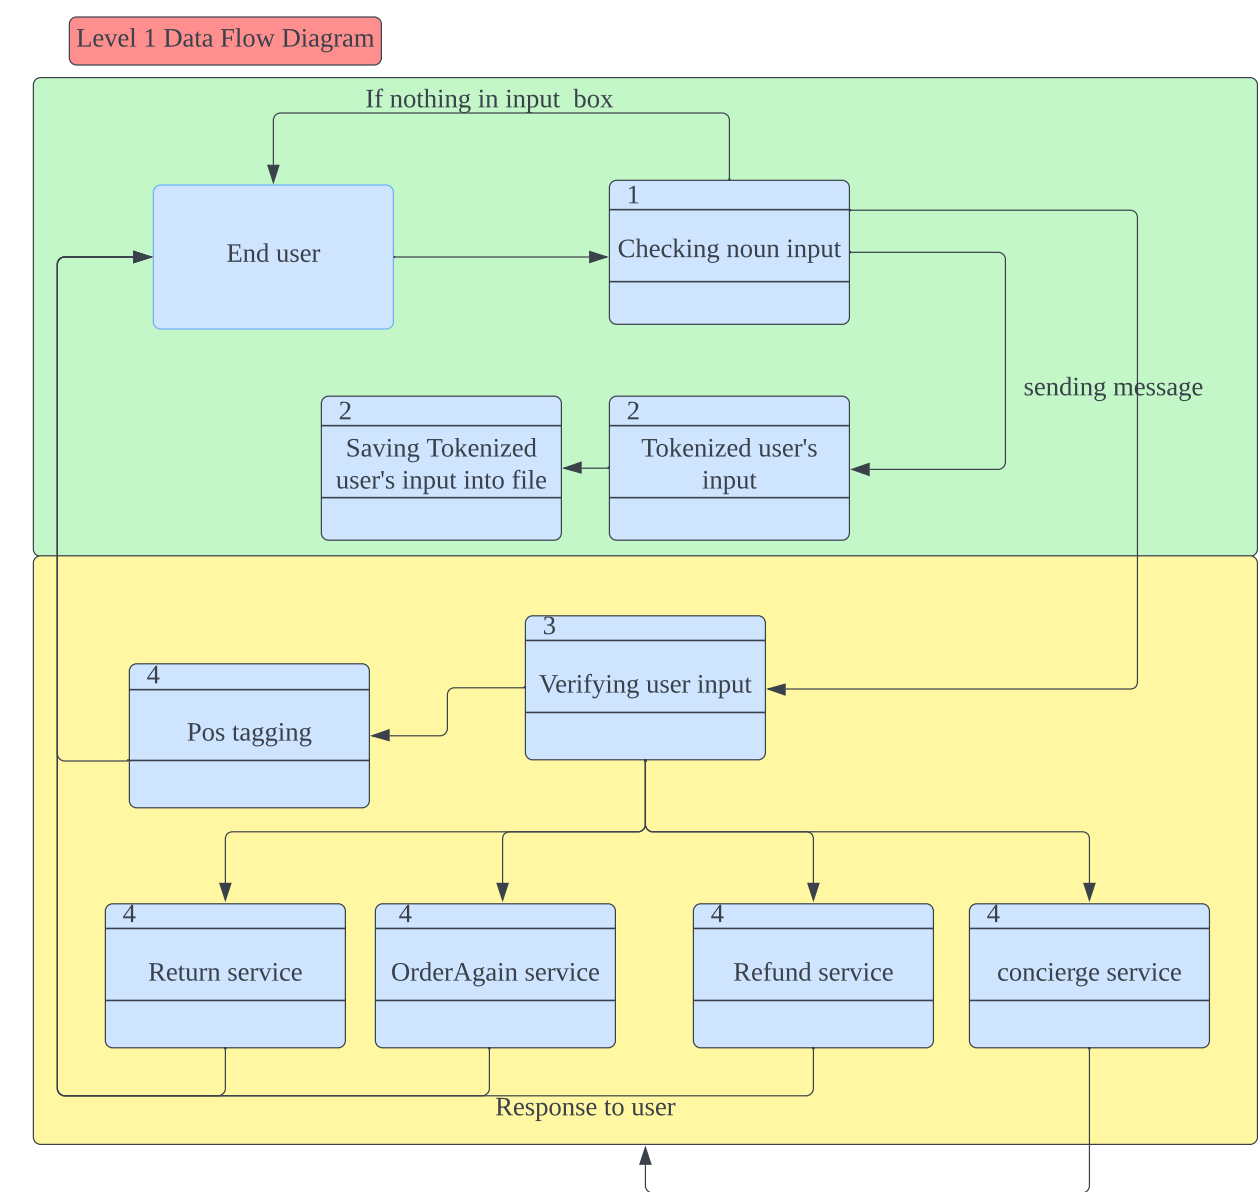 Level 1 Data Flow Diagram
If nothing in input  box
End user
1
Checking noun input
sending message
2
Saving Tokenized
user's input into file
2
Tokenized user's
input
3
Verifying user input
4
Pos tagging
4
Return service
4
OrderAgain service
4
Refund service
4
concierge service
Response to user